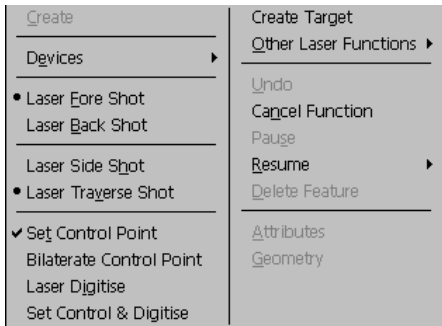 Create
Devices
Laser Fore Shot
Laser Back Shot
Laser Side Shot
Laser Traverse Shot
Set Control Point
Bilaterate Control Point
Laser Digitise
Set Control & Digitise
Create Target
Other Laser Functions
Undo
Cancel Function
Pause
Resume
Delete Feature
Attributes
Geometry